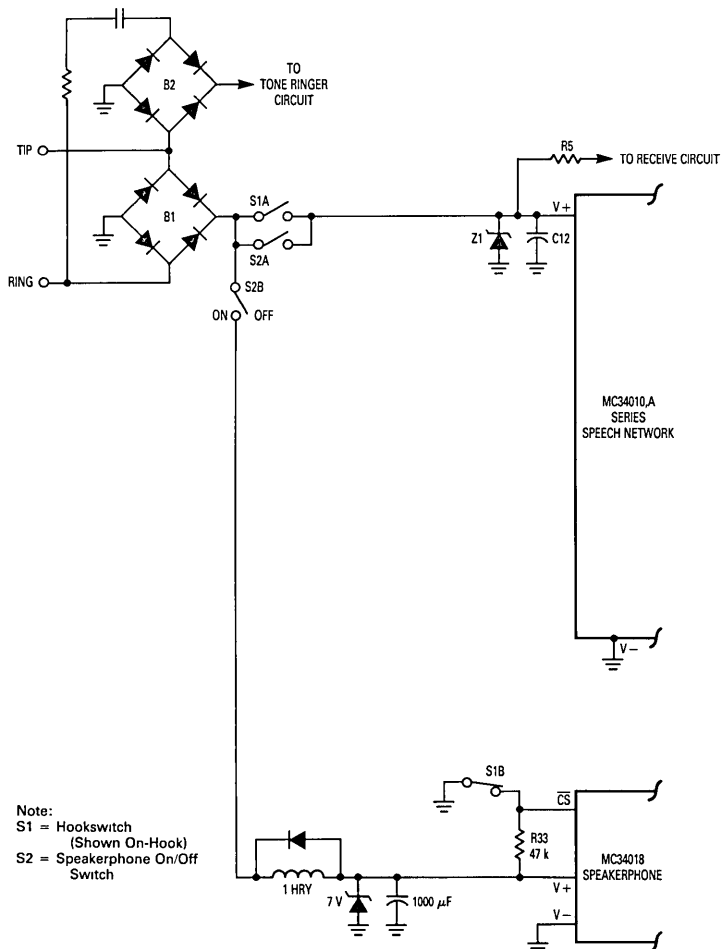 B2
TO
TONE RINGER
CIRCUIT
TIP
R5
TO RECEIVE CIRCUIT
B1
S1A
S2A
V+
Z1
C12
RING
S2B
ON
OFF
MC34010,A
SERIES
SPEECH NETWORK
V−
S1B
CS
R33
47 k
MC34018
SPEAKERPHONE
1 HRY
7 V
1000 μF
V+
V−
Note:
S1 = Hookswitch
(Shown On-Hook)
S2 = Speakerphone On/Off
Switch